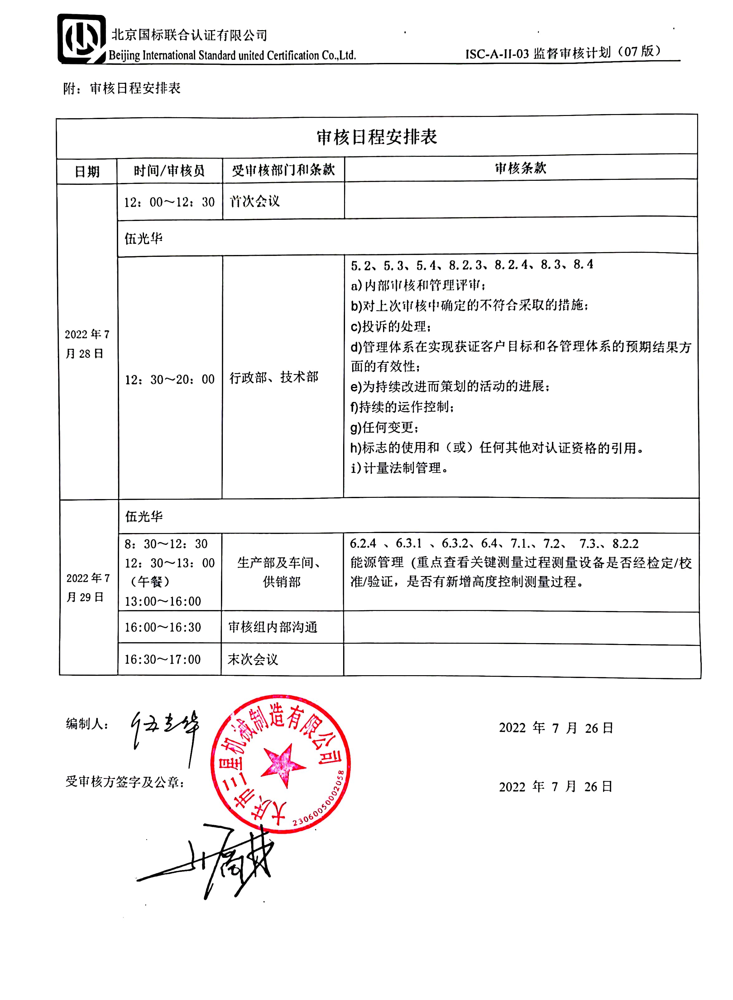 北京国标联合认证有限公司
Beijing International Standard united Certification Co.,Ltd.
ISC-A-II-03 监督审核计划（07 版）
附：审核日程安排表
审核日程安排表
日期 时间/审核员 受审核部门和条款 审核条款
2022 年 7
月 28 日
12：00～12：30 首次会议
伍光华
12：30～20：00 行政部、技术部
5.2、5.3、5.4、8.2.3、8.2.4、8.3、8.4
a)内部审核和管理评审；
b)对上次审核中确定的不符合采取的措施；
c)投诉的处理；
d)管理体系在实现获证客户目标和各管理体系的预期结果方
面的有效性；
e)为持续改进而策划的活动的进展；
f)持续的运作控制；
g)任何变更；
h)标志的使用和（或）任何其他对认证资格的引用。
i)计量法制管理。
2022 年 7
月 29 日
伍光华
8：30～12：30
12：30～13：00
（午餐）
13:00～16:00
生产部及车间、
供销部
6.2.4 、6.3.1 、6.3.2、6.4、7.1.、7.2、 7.3.、8.2.2
能源管理（重点查看关键测量过程测量设备是否经检定/校
准/验证，是否有新增高度控制测量过程。
16:00～16:30 审核组内部沟通
16:30～17:00 末次会议
编制人： 伍光华
2022 年 7 月 26 日
受审核方签字及公章：
2022 年 7 月 26 日
大庆市三星机械制造有限公司
23060050002058